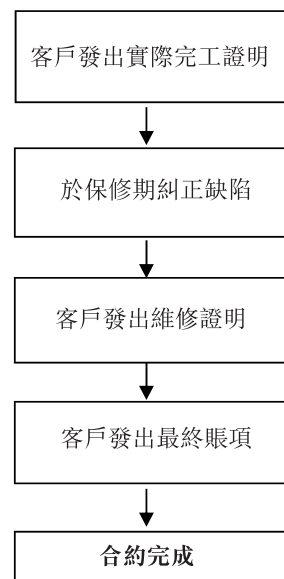 客戶發出實際完工證明
於保修期糾正缺陷
客戶發出維修證明
客戶發出最終賬項
合約完成